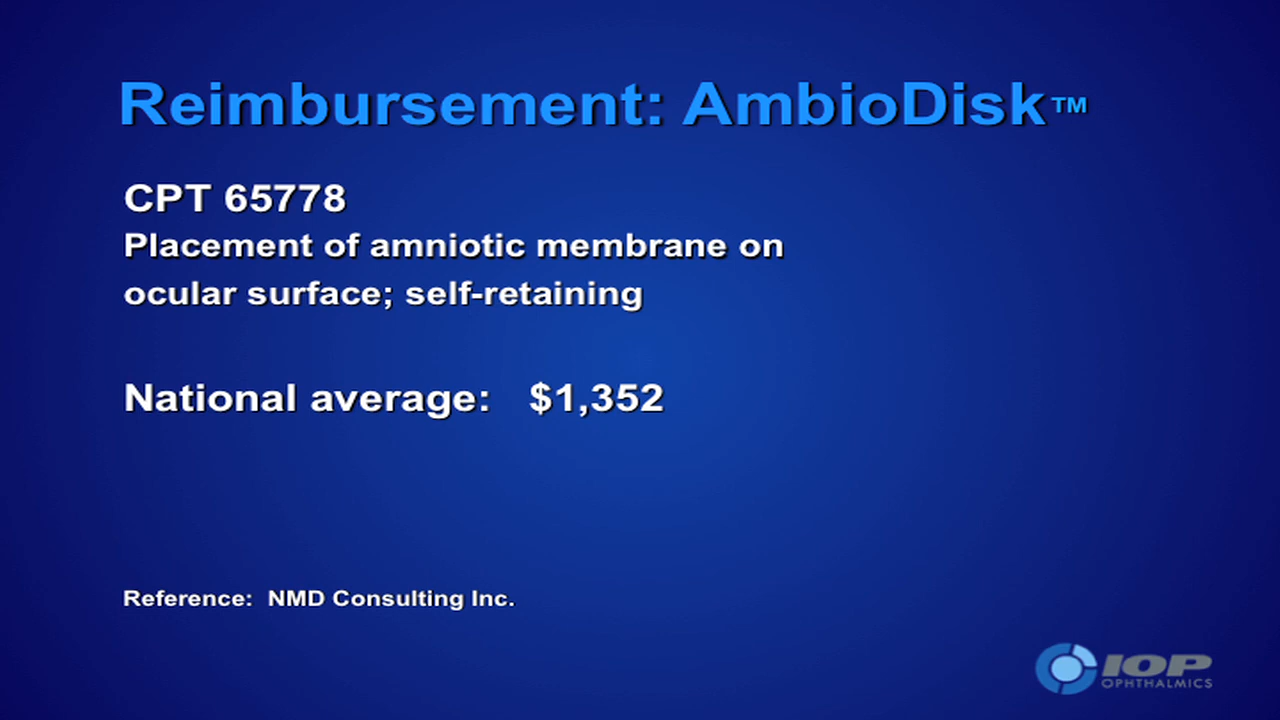 Reimbursement: AmbioDisk™
CPT 65778
Placement of amniotic membrane on
ocular surface; self-retaining
National average: $1,352
Reference: NMD Consulting Inc.
IOP
OPHTHALMICS